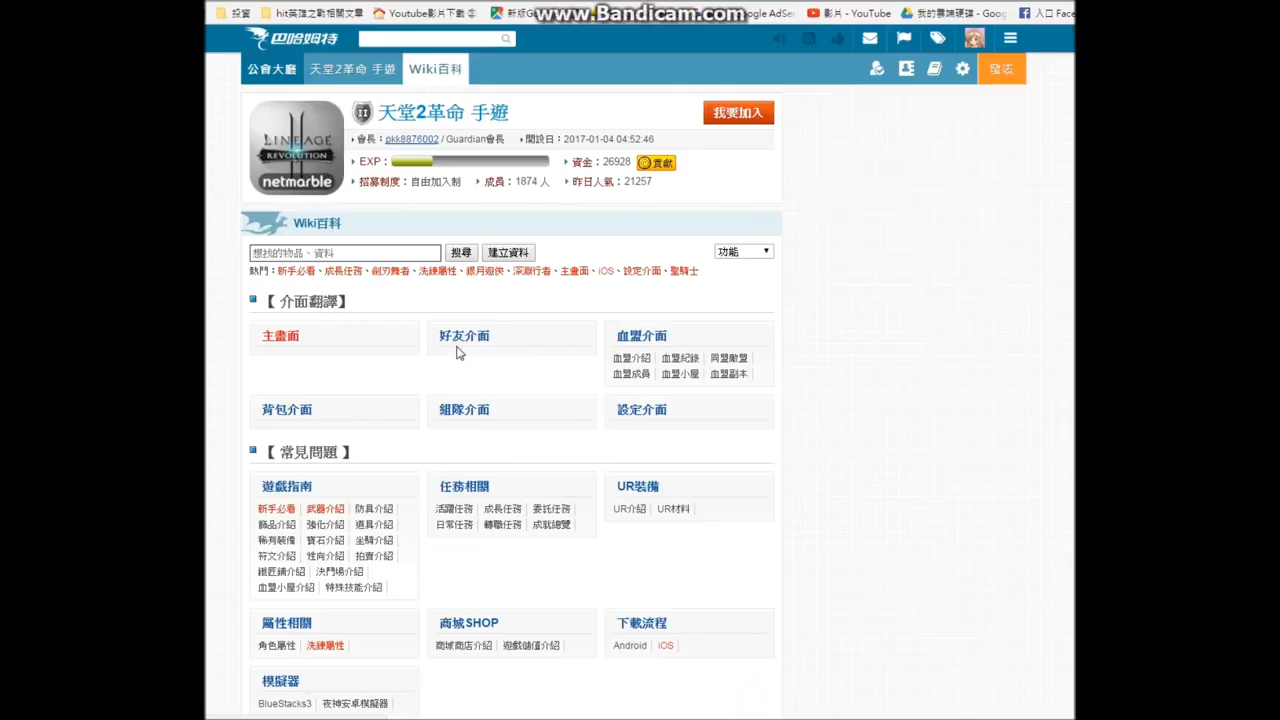 投資 hit英雄之戰相關文章 Youtube影片下載 www.Bandicam.com 影片 - YouTube 我的雲端硬碟 - Goog 入口 Face
巴哈姆特
公會大廳 天堂2革命 手遊 Wiki百科 發表
LINEAGE
II
REVOLUTION
netmarble
天堂2革命 手遊 我要加入
會長：pkk8876002 / Guardian會長 開設日：2017-01-04 04:52:46
EXP： 資金：26928 貢獻
招募制度：自由加入制 成員：1874 人 昨日人氣：21257
Wiki百科
想找的物品、資料 搜尋 建立資料 功能
熱門：新手必看、成長任務、劍刃舞者、洗鍊屬性、銀月遊俠、深淵行者、主畫面、iOS、設定介面、聖騎士
【 介面翻譯】
主畫面 好友介面 血盟介面
血盟介紹 血盟紀錄 同盟敵盟
血盟成員 血盟小屋 血盟副本
背包介面 組隊介面 設定介面
【 常見問題 】
遊戲指南
新手必看 武器介紹 防具介紹
飾品介紹 強化介紹 道具介紹
稀有裝備 寶石介紹 坐騎介紹
符文介紹 性向介紹 拍賣介紹
鐵匠鋪介紹 決鬥場介紹
血盟小屋介紹 特殊技能介紹
任務相關
活躍任務 成長任務 委託任務
日常任務 轉職任務 成就總覽
UR裝備
UR介紹 UR材料
屬性相關
角色屬性 洗鍊屬性
商城SHOP
商城商店介紹 遊戲儲值介紹
下載流程
Android iOS
模擬器
BlueStacks3 夜神安卓模擬器